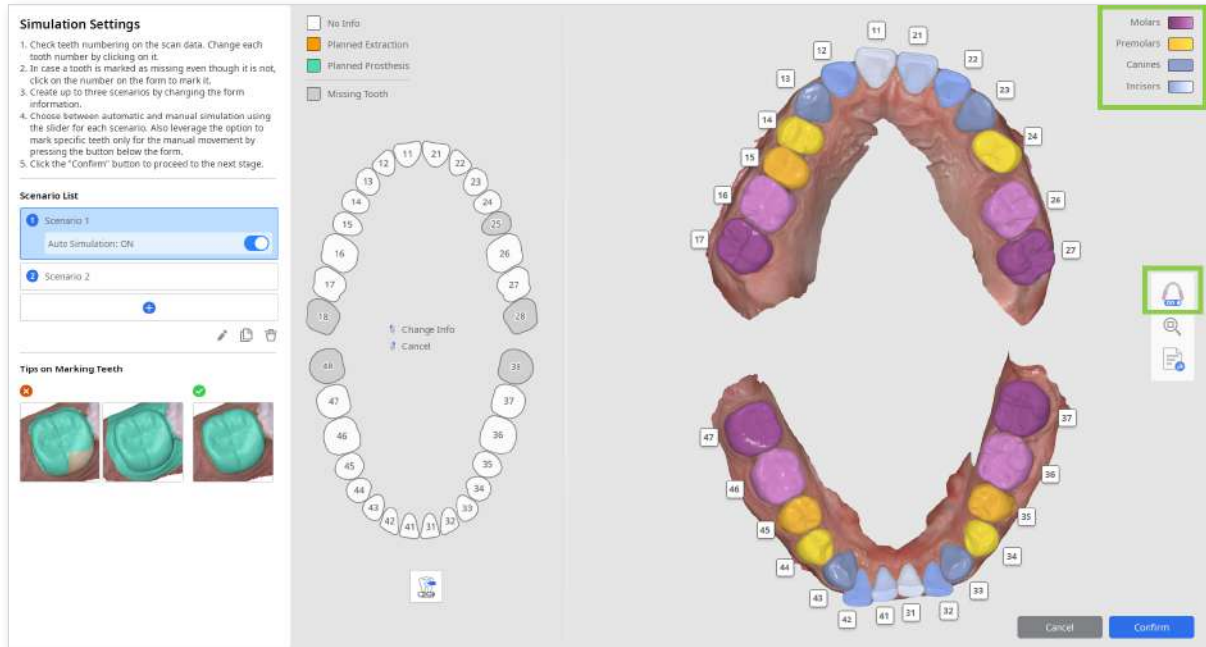 Simulation Settings
1. Check teeth numbering on the scan data. Change each
tooth number by clicking on it.
2. In case a tooth is marked as missing even though it is not,
click on the number on the form to mark it.
3. Create up to three scenarios by changing the form
information.
4. Choose between automatic and manual simulation using
the slider for each scenario. Also leverage the option to
mark specific teeth only for the manual movement by
pressing the button below the form.
5. Click the "Confirm" button to proceed to the next stage.
Scenario List
1 Scenario 1
Auto Simulation: ON
2 Scenario 2
Tips on Marking Teeth
No Info
Planned Extraction
Planned Prosthesis
Missing Tooth
11 21
12 22
13 23
14 24
15 25
16 26
17 27
18 28
Change Info
Cancel
48 38
47 37
46 36
45 35
44 34
43 33
42 41 31 32
11 21
12 22
13 23
14 24
15
16 26
17 27
47 37
46 36
45 35
44 34
43 33
42 41 31 32
Molars
Premolars
Canines
Incisers
Cancel
Confirm